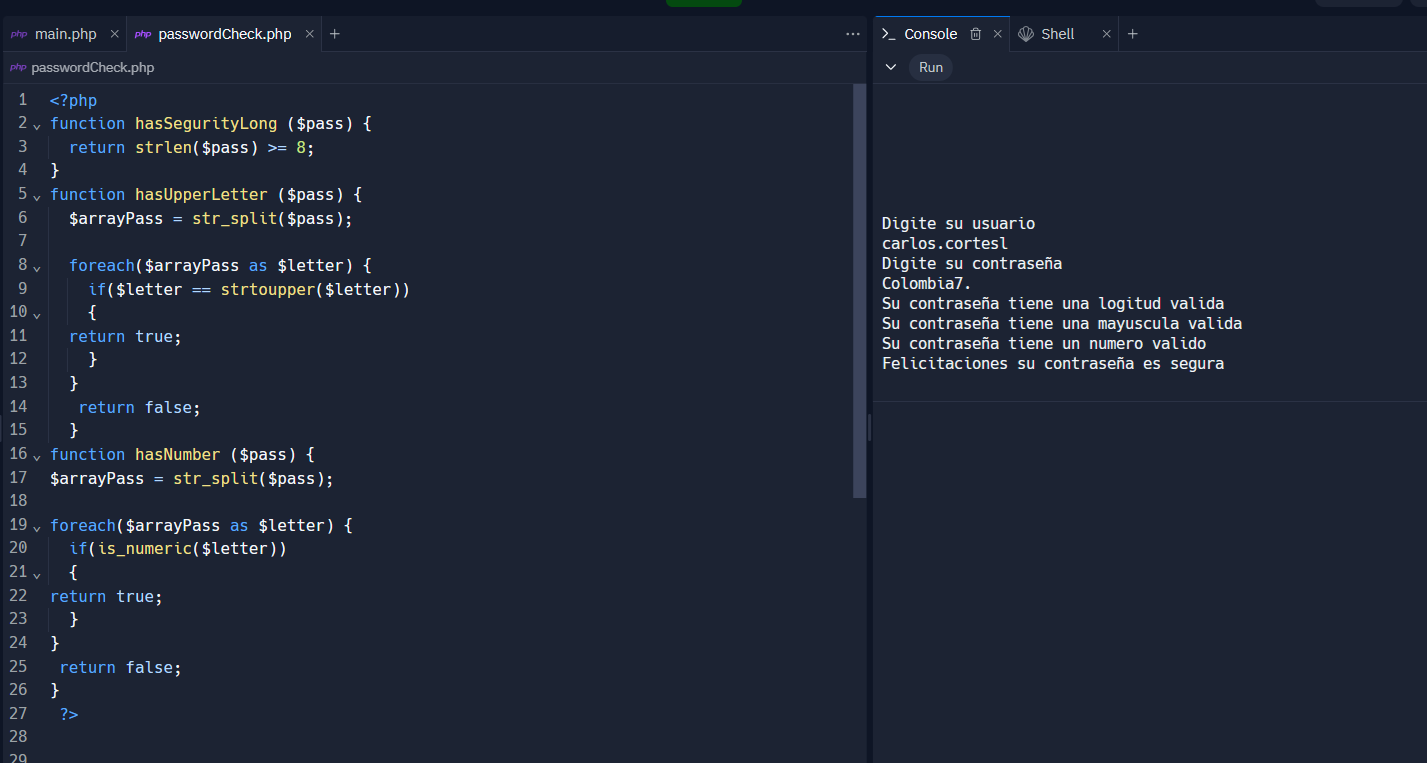 php main.php × php passwordCheck.php × + ...
php passwordCheck.php
1 <?php
2 function hasSegurityLong ($pass) {
3 return strlen($pass) >= 8;
4 }
5 function hasUpperLetter ($pass) {
6 $arrayPass = str_split($pass);
7
8 foreach($arrayPass as $letter) {
9 if($letter == strtoupper($letter))
10 {
11 return true;
12 }
13 }
14 return false;
15 }
16 function hasNumber ($pass) {
17 $arrayPass = str_split($pass);
18
19 foreach($arrayPass as $letter) {
20 if(is_numeric($letter))
21 {
22 return true;
23 }
24 }
25 return false;
26 }
27 ?>
28
29
>_ Console × Shell × +
Run
Digite su usuario
carlos.cortesl
Digite su contraseña
Colombia7.
Su contraseña tiene una logitud valida
Su contraseña tiene una mayuscula valida
Su contraseña tiene un numero valido
Felicitaciones su contraseña es segura